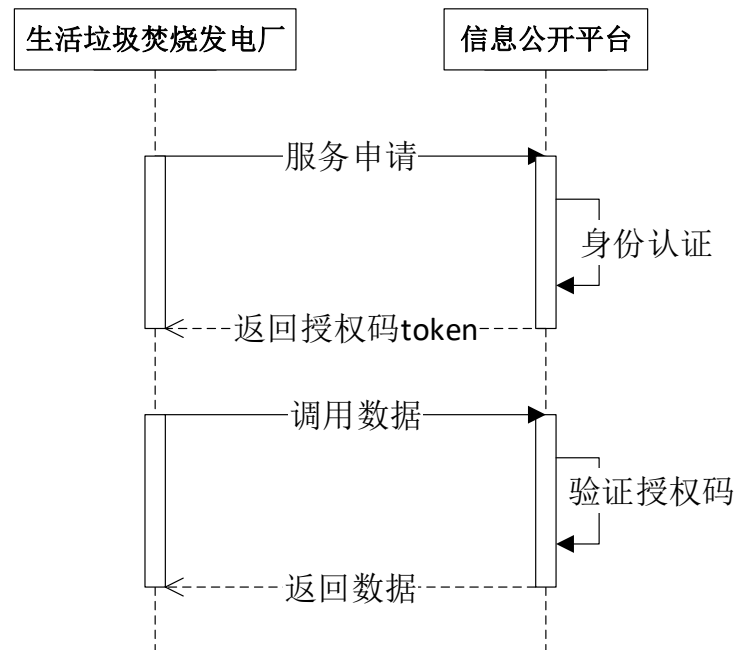 生活垃圾焚烧发电厂
信息公开平台
服务申请
身份认证
返回授权码token
调用数据
验证授权码
返回数据